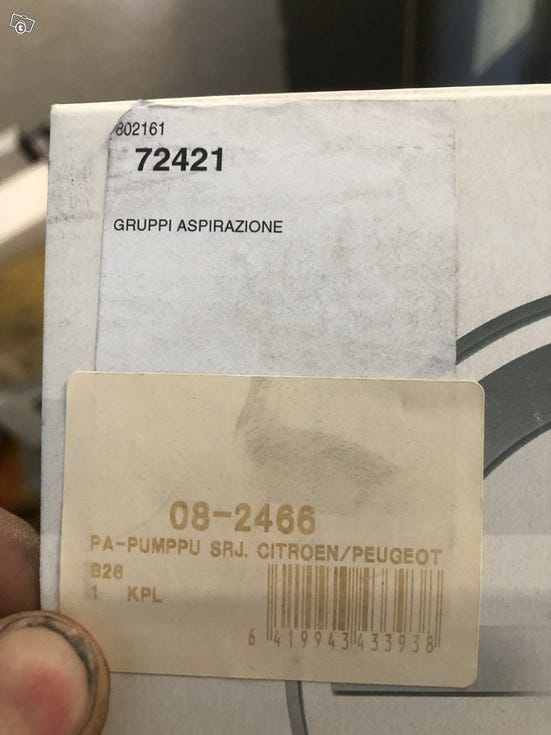 802161
72421
GRUPPI ASPIRAZIONE
08-2466
PA-PUMPPU SRJ. CITROEN/PEUGEOT
B28
1 KPL
6 419943 433938